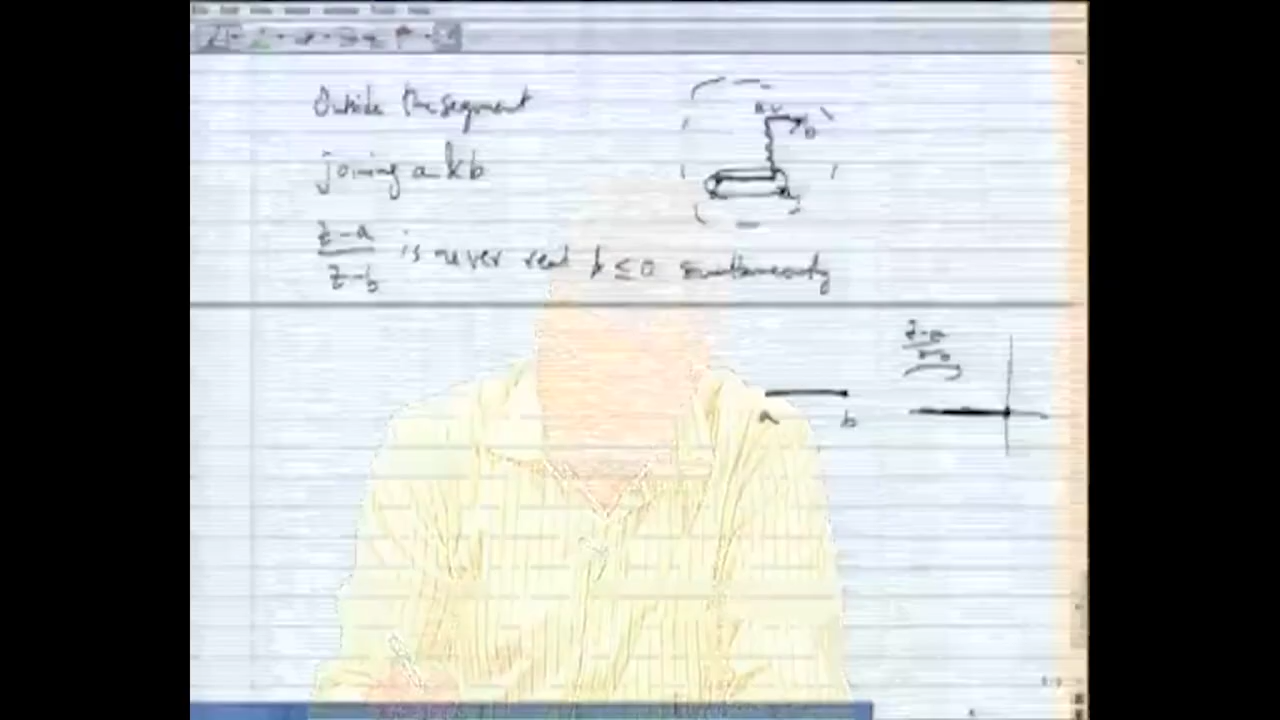 Outside the segment
joining a & b
z-a
z-b
is never real & ≤ 0 simultaneously
a b
z-a
z-b
a b